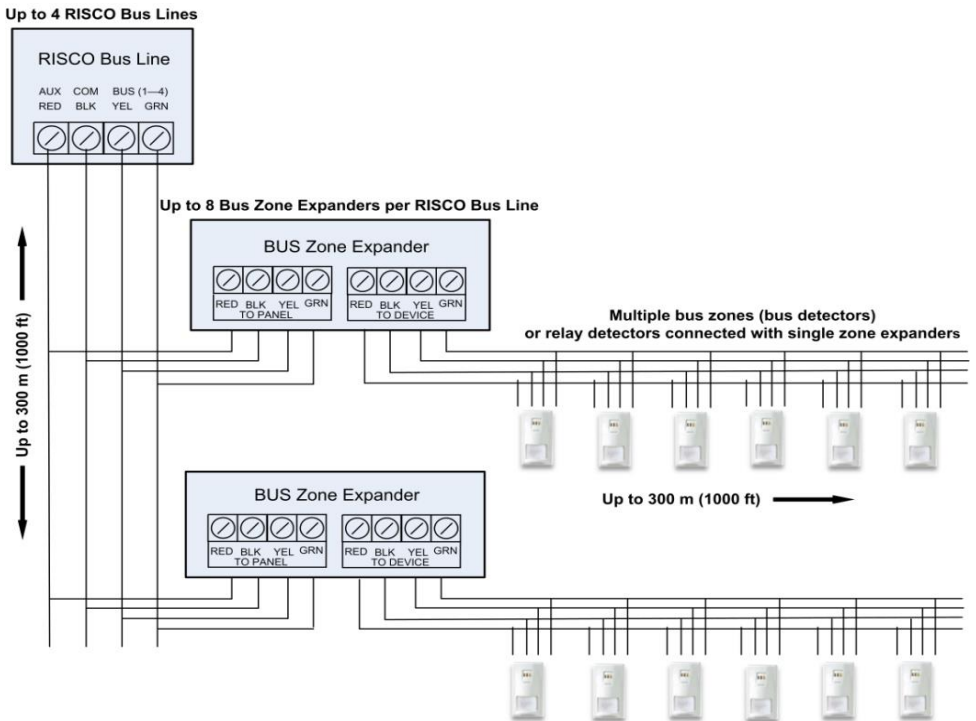 Up to 4 RISCO Bus Lines
RISCO Bus Line
AUX COM BUS (1—4)
RED BLK YEL GRN
Up to 8 Bus Zone Expanders per RISCO Bus Line
BUS Zone Expander
RED BLK YEL GRN RED BLK YEL GRN
TO PANEL TO DEVICE
Multiple bus zones (bus detectors)
or relay detectors connected with single zone expanders
Up to 300 m (1000 ft)
Up to 300 m (1000 ft)
BUS Zone Expander
RED BLK YEL GRN RED BLK YEL GRN
TO PANEL TO DEVICE